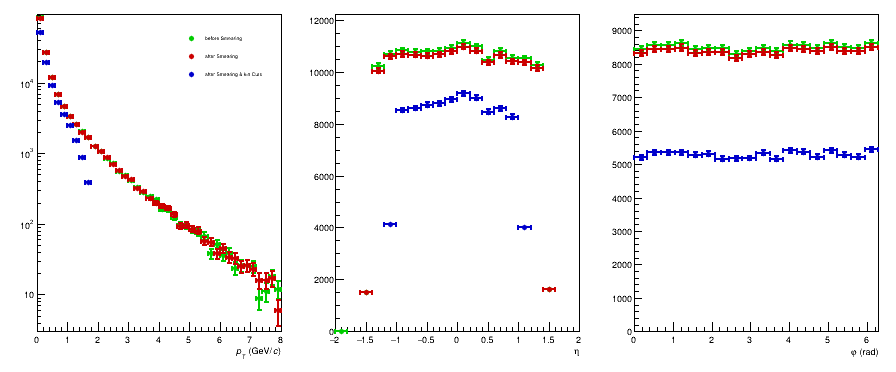 before Smearing
after Smearing
after Smearing & kin Cuts
10⁴
10³
10²
10
0 1 2 3 4 5 6 7 8
p_T (GeV/c)
12000
10000
8000
6000
4000
2000
0
−2 −1.5 −1 −0.5 0 0.5 1 1.5 2
η
9000
8000
7000
6000
5000
4000
3000
2000
1000
0
0 1 2 3 4 5 6
φ (rad)